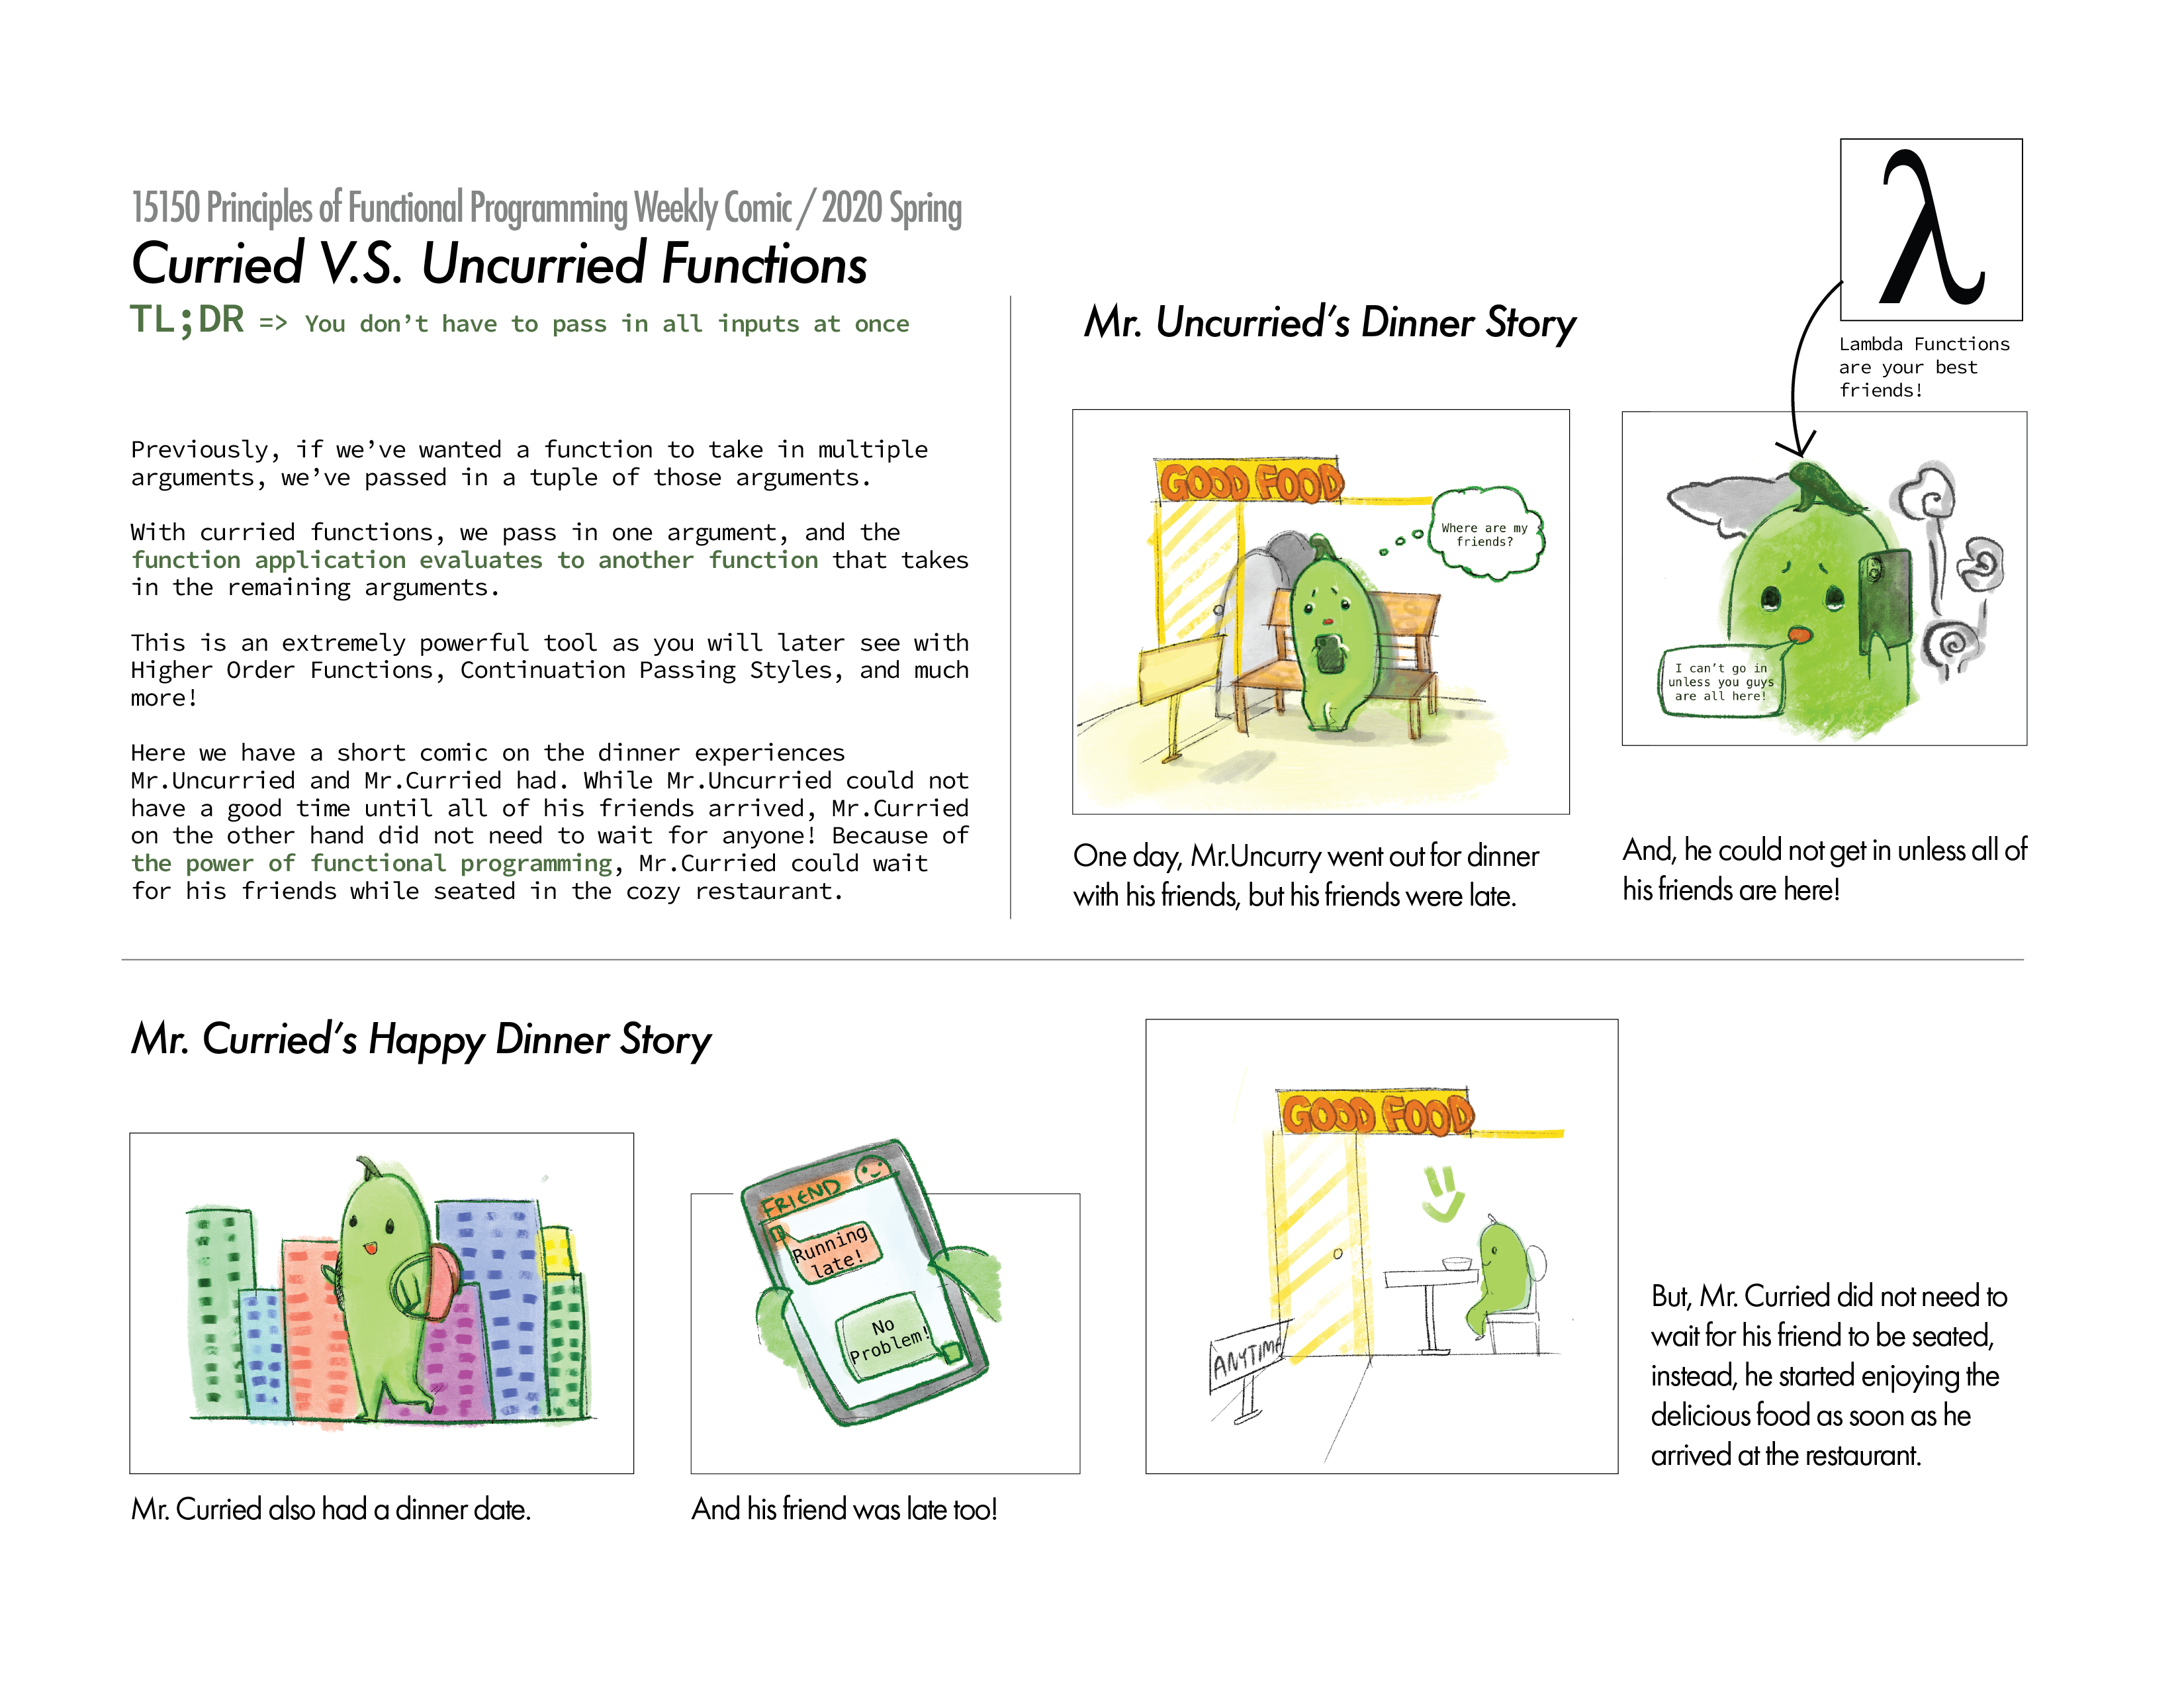 15150 Principles of Functional Programming Weekly Comic / 2020 Spring
Curried V.S. Uncurried Functions
TL;DR => You don't have to pass in all inputs at once
Previously, if we've wanted a function to take in multiple
arguments, we've passed in a tuple of those arguments.
With curried functions, we pass in one argument, and the
function application evaluates to another function that takes
in the remaining arguments.
This is an extremely powerful tool as you will later see with
Higher Order Functions, Continuation Passing Styles, and much
more!
Here we have a short comic on the dinner experiences
Mr.Uncurried and Mr.Curried had. While Mr.Uncurried could not
have a good time until all of his friends arrived, Mr.Curried
on the other hand did not need to wait for anyone! Because of
the power of functional programming, Mr.Curried could wait
for his friends while seated in the cozy restaurant.
Mr. Uncurried's Dinner Story
λ
Lambda Functions
are your best
friends!
GOOD FOOD
Where are my
friends?
I can't go in
unless you guys
are all here!
One day, Mr.Uncurry went out for dinner
with his friends, but his friends were late.
And, he could not get in unless all of
his friends are here!
Mr. Curried's Happy Dinner Story
Mr. Curried also had a dinner date.
FRIEND
Running
late!
No
Problem!
And his friend was late too!
GOOD FOOD
ANYTIME
But, Mr. Curried did not need to
wait for his friend to be seated,
instead, he started enjoying the
delicious food as soon as he
arrived at the restaurant.